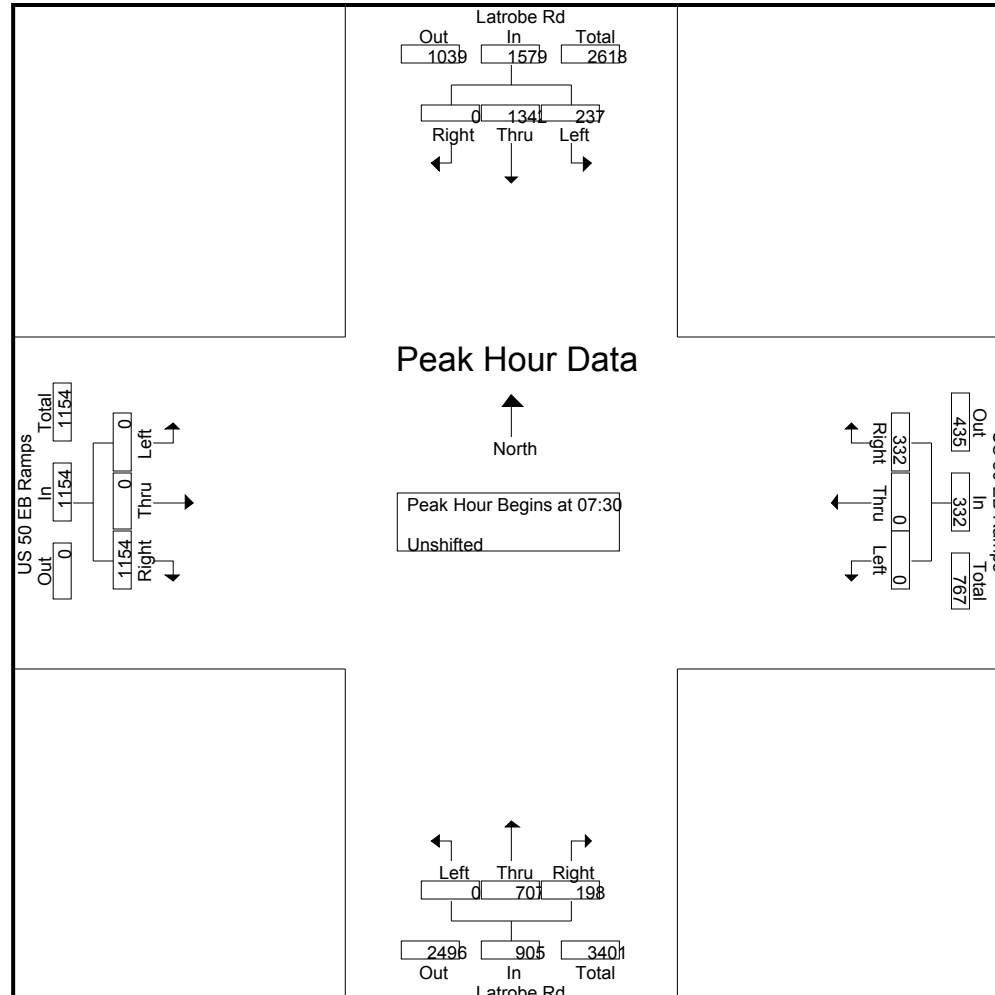 Latrobe Rd
Out In Total
1039 1579 2618
0 1342 237
Right Thru Left
Peak Hour Data
North
Peak Hour Begins at 07:30
Unshifted
US 50 EB Ramps
Total In Out
1154 1154 0
0 0 1154
Left Thru Right
Right Thru Left
332 0 0
435 332 767
Out In Total
Left Thru Right
0 707 198
2496 905 3401
Out In Total
Latrobe Rd